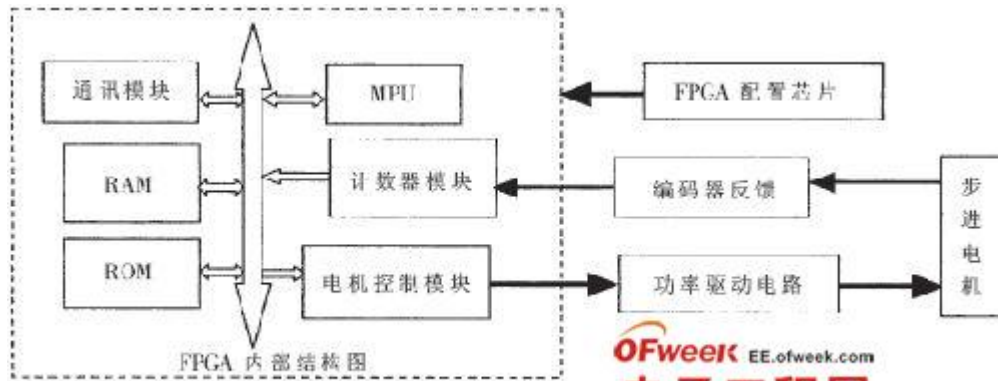 通讯模块
MPU
FPGA 配置芯片
RAM
计数器模块
编码器反馈
步进电机
ROM
电机控制模块
功率驱动电路
FPGA 内部结构图
OFweek EE.ofweek.com